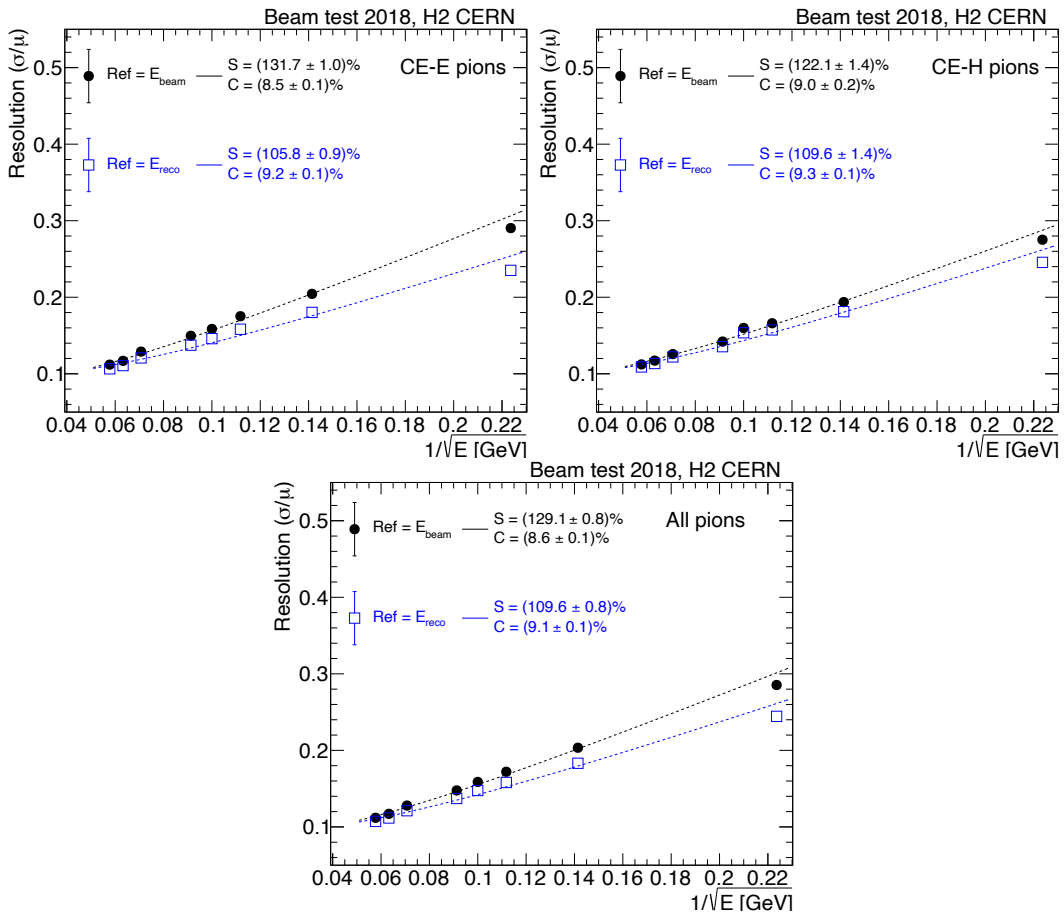 Beam test 2018, H2 CERN
Resolution (σ/μ)
0.5
0.4
0.3
0.2
0.1
Ref = E_beam
S = (131.7 ± 1.0)%
C = (8.5 ± 0.1)%
CE-E pions
Ref = E_reco
S = (105.8 ± 0.9)%
C = (9.2 ± 0.1)%
0.04 0.06 0.08 0.1 0.12 0.14 0.16 0.18 0.2 0.22
1/√E [GeV]
Beam test 2018, H2 CERN
Resolution (σ/μ)
0.5
0.4
0.3
0.2
0.1
Ref = E_beam
S = (122.1 ± 1.4)%
C = (9.0 ± 0.2)%
CE-H pions
Ref = E_reco
S = (109.6 ± 1.4)%
C = (9.3 ± 0.1)%
0.04 0.06 0.08 0.1 0.12 0.14 0.16 0.18 0.2 0.22
1/√E [GeV]
Beam test 2018, H2 CERN
Resolution (σ/μ)
0.5
0.4
0.3
0.2
0.1
Ref = E_beam
S = (129.1 ± 0.8)%
C = (8.6 ± 0.1)%
All pions
Ref = E_reco
S = (109.6 ± 0.8)%
C = (9.1 ± 0.1)%
0.04 0.06 0.08 0.1 0.12 0.14 0.16 0.18 0.2 0.22
1/√E [GeV]